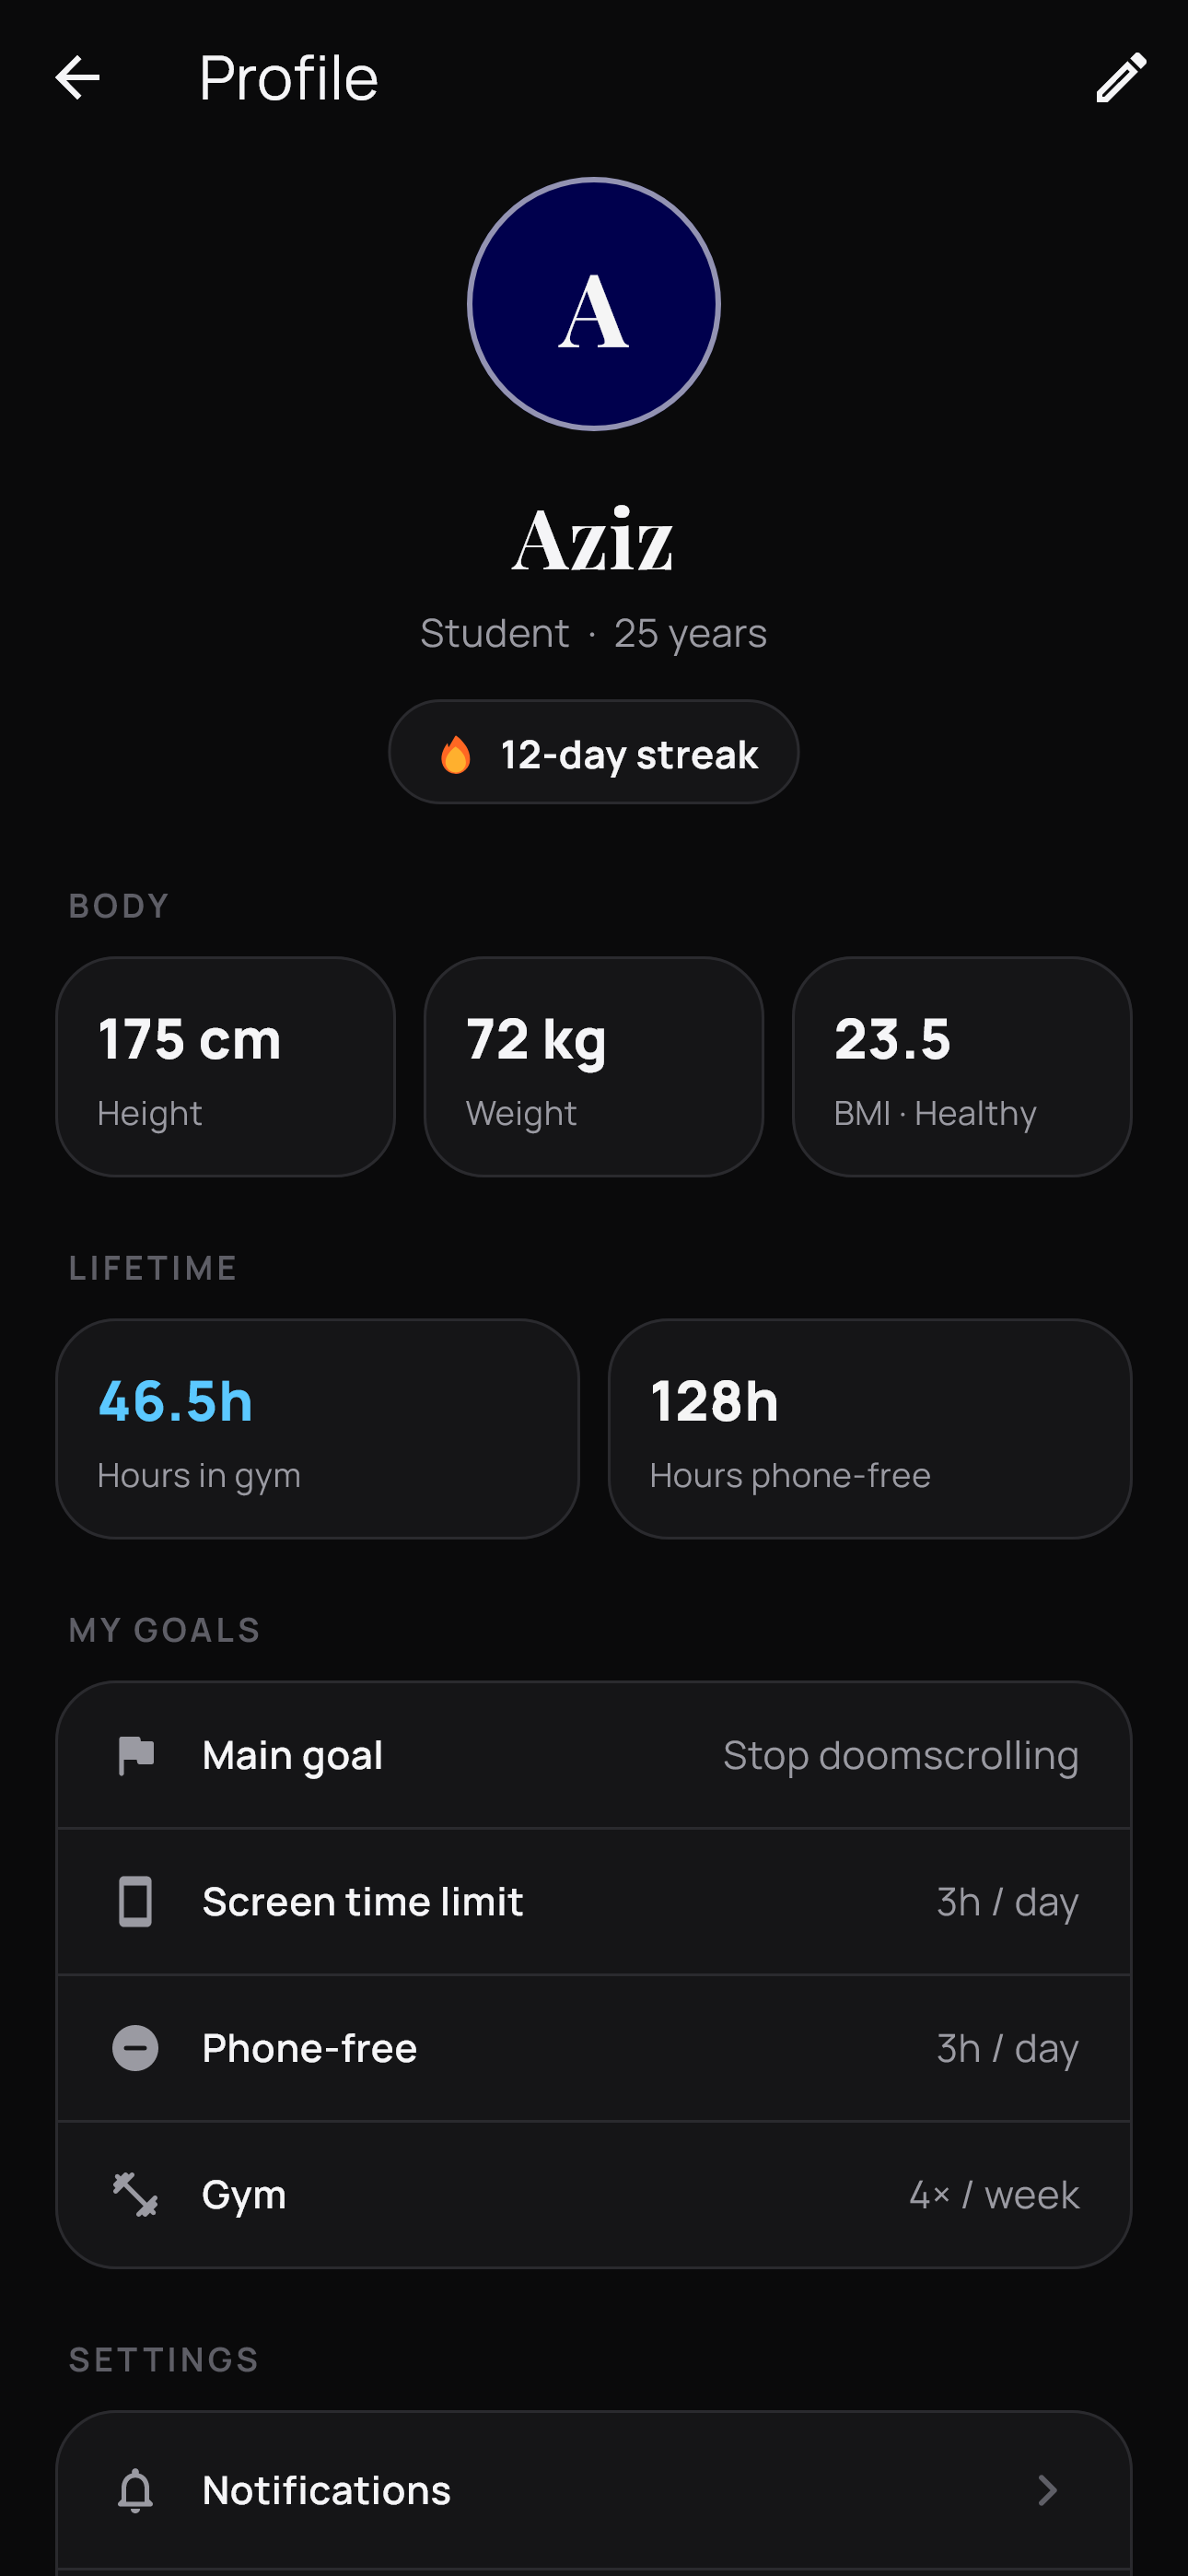 Profile
A
Aziz
Student · 25 years
🔥 12-day streak
BODY
175 cm
Height
72 kg
Weight
23.5
BMI · Healthy
LIFETIME
46.5h
Hours in gym
128h
Hours phone-free
MY GOALS
Main goal Stop doomscrolling
Screen time limit 3h / day
Phone-free 3h / day
Gym 4× / week
SETTINGS
Notifications